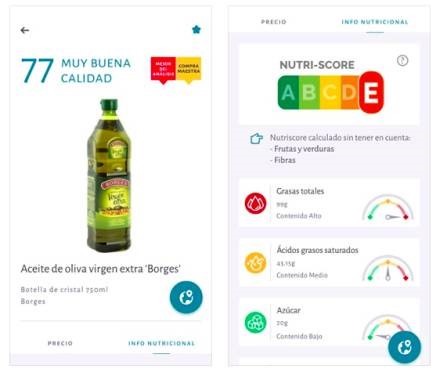 77 MUY BUENA
CALIDAD
MEJOR
DEL
ANÁLISIS
COMPRA
MAESTRA
BORGES
Aceite de oliva virgen extra 'Borges'
Botella de cristal 750ml
Borges
PRECIO
INFO NUTRICIONAL
PRECIO
INFO NUTRICIONAL
NUTRI-SCORE
?
A B C D E
Nutriscore calculado sin tener en cuenta:
- Frutas y verduras
- Fibras
Grasas totales
99g
Contenido Alto
Ácidos grasos saturados
43.15g
Contenido Medio
Azúcar
20g
Contenido Bajo